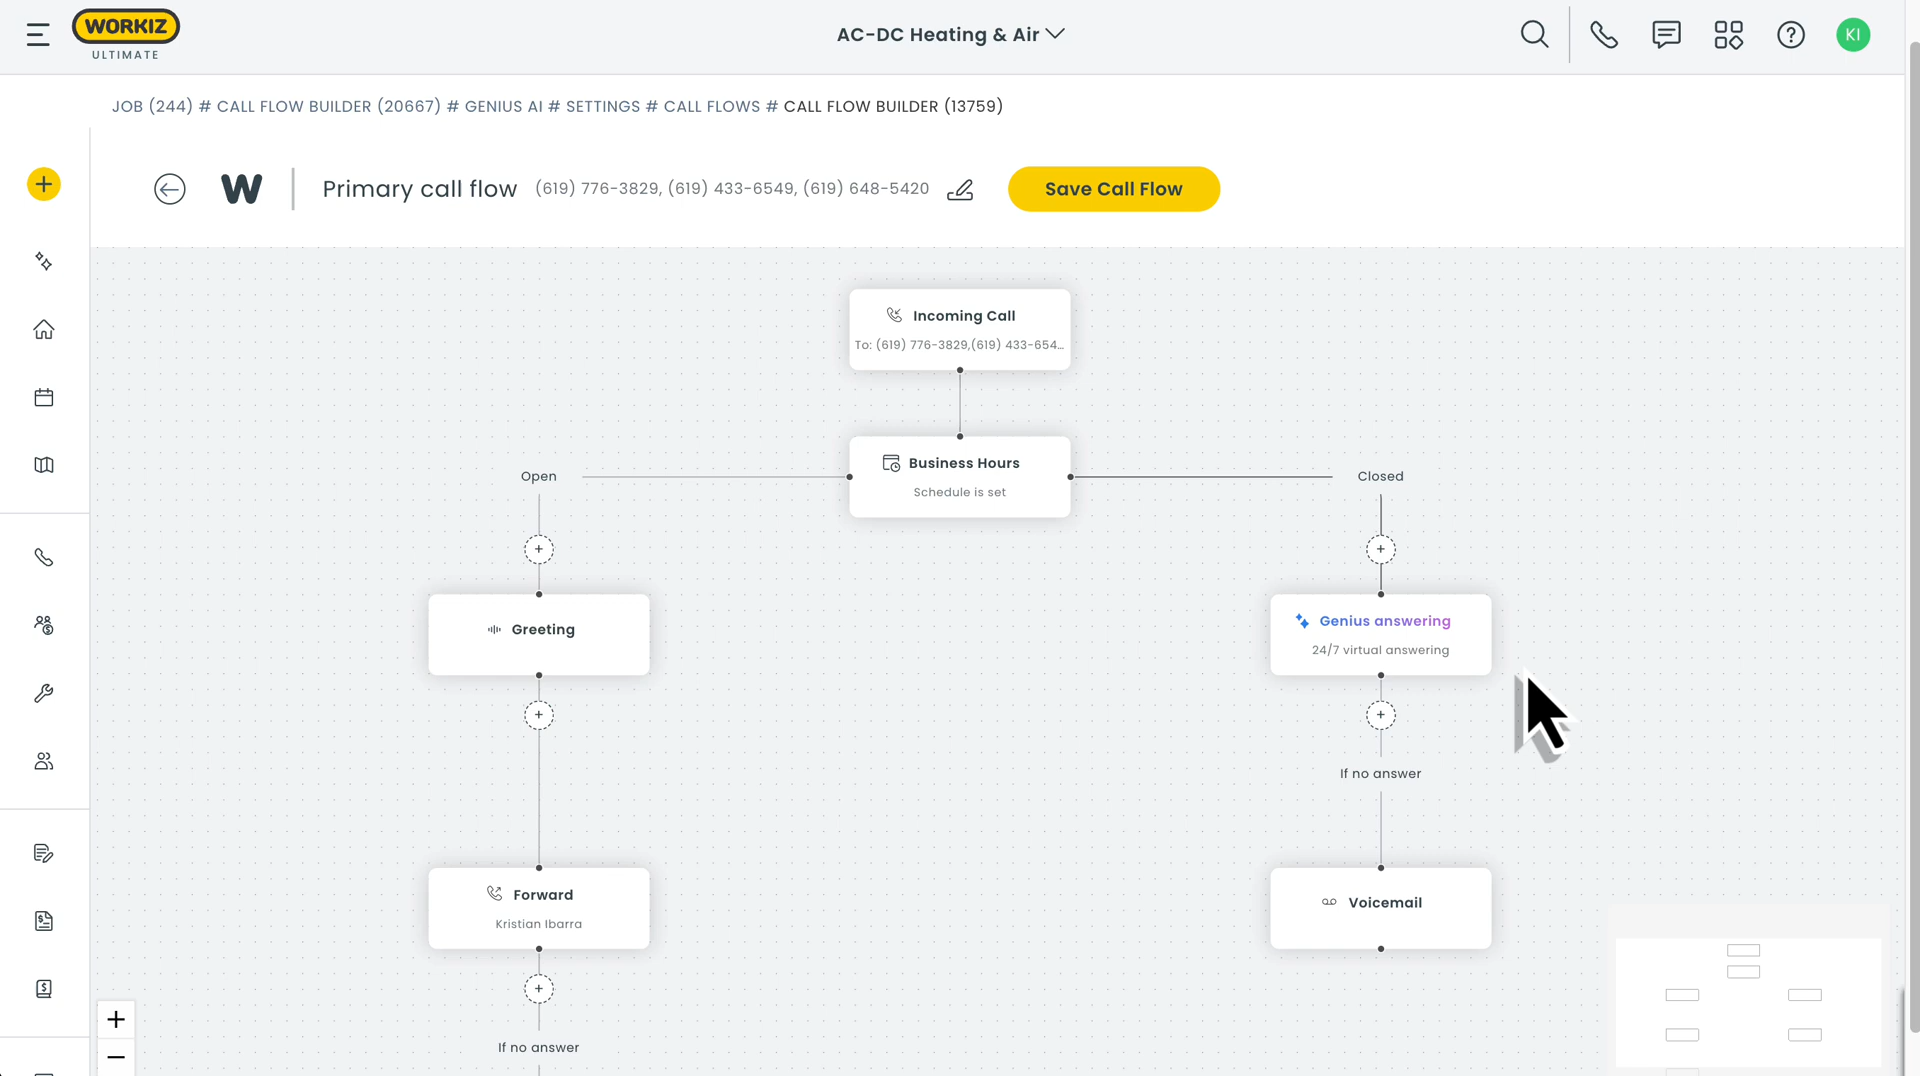 WORKIZ
ULTIMATE
AC-DC Heating & Air
KI
JOB (244) # CALL FLOW BUILDER (20667) # GENIUS AI # SETTINGS # CALL FLOWS # CALL FLOW BUILDER (13759)
W
Primary call flow (619) 776-3829, (619) 433-6549, (619) 648-5420
Save Call Flow
Incoming Call
To: (619) 776-3829,(619) 433-654...
Business Hours
Schedule is set
Open
Closed
Greeting
Genius answering
24/7 virtual answering
If no answer
Forward
Kristian Ibarra
Voicemail
If no answer